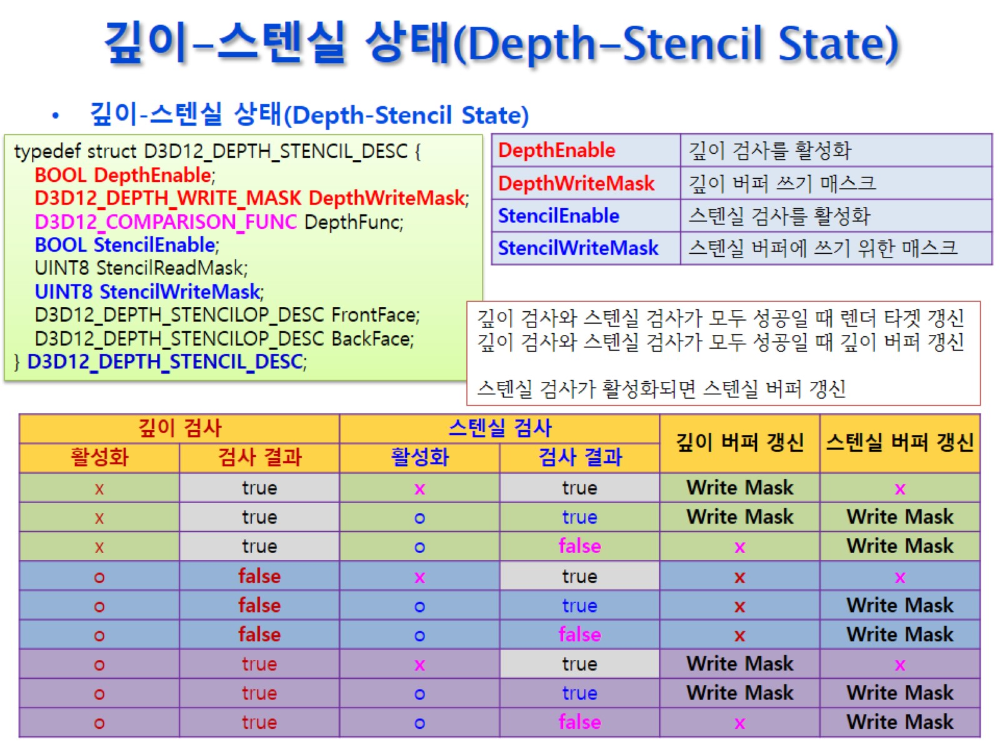 깊이-스텐실 상태(Depth-Stencil State)
• 깊이-스텐실 상태(Depth-Stencil State)
typedef struct D3D12_DEPTH_STENCIL_DESC {
BOOL DepthEnable;
D3D12_DEPTH_WRITE_MASK DepthWriteMask;
D3D12_COMPARISON_FUNC DepthFunc;
BOOL StencilEnable;
UINT8 StencilReadMask;
UINT8 StencilWriteMask;
D3D12_DEPTH_STENCILOP_DESC FrontFace;
D3D12_DEPTH_STENCILOP_DESC BackFace;
} D3D12_DEPTH_STENCIL_DESC;
DepthEnable 깊이 검사를 활성화
DepthWriteMask 깊이 버퍼 쓰기 매스크
StencilEnable 스텐실 검사를 활성화
StencilWriteMask 스텐실 버퍼에 쓰기 위한 매스크
깊이 검사와 스텐실 검사가 모두 성공일 때 렌더 타겟 갱신
깊이 검사와 스텐실 검사가 모두 성공일 때 깊이 버퍼 갱신
스텐실 검사가 활성화되면 스텐실 버퍼 갱신
깊이 검사 스텐실 검사 깊이 버퍼 갱신 스텐실 버퍼 갱신
활성화 검사 결과 활성화 검사 결과
x true x true Write Mask x
x true o true Write Mask Write Mask
x true o false x Write Mask
o false x true x x
o false o true x Write Mask
o false o false x Write Mask
o true x true Write Mask x
o true o true Write Mask Write Mask
o true o false x Write Mask